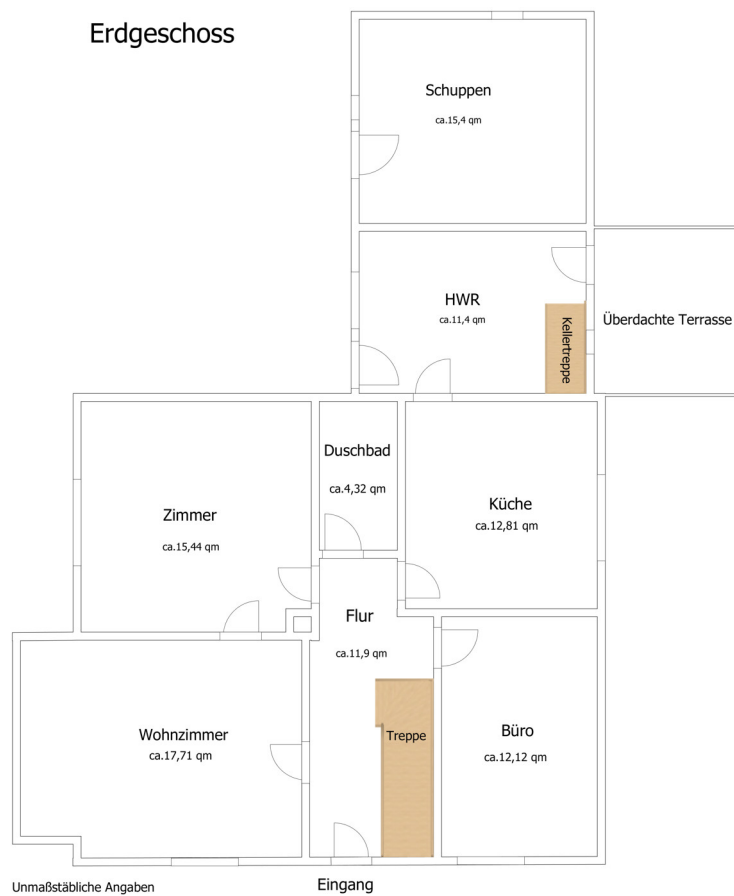 Erdgeschoss
Schuppen
ca.15,4 qm
HWR
ca.11,4 qm
Kellertreppe
Überdachte Terrasse
Duschbad
ca.4,32 qm
Zimmer
ca.15,44 qm
Küche
ca.12,81 qm
Flur
ca.11,9 qm
Wohnzimmer
ca.17,71 qm
Treppe
Büro
ca.12,12 qm
Unmaßstäbliche Angaben
Eingang